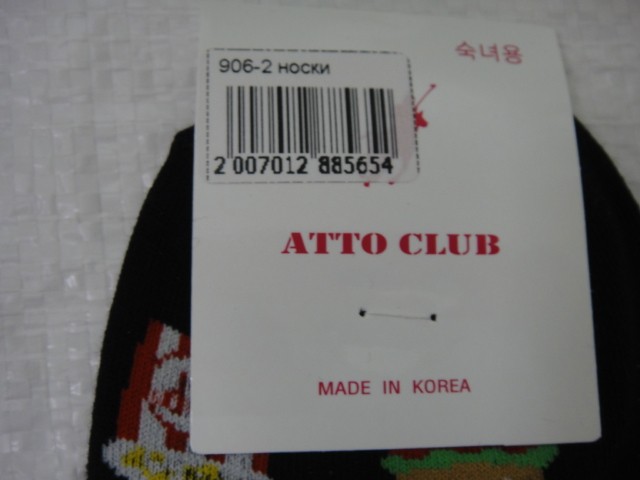 숙녀용
906-2 носки
2 007012 885654
ATTO CLUB
MADE IN KOREA